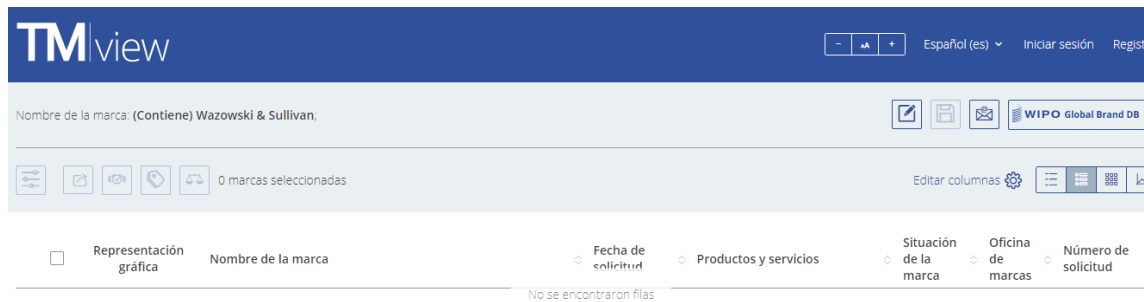 TMview
- AA + Español (es) Iniciar sesión Regist
Nombre de la marca: (Contiene) Wazowski & Sullivan;
WIPO Global Brand DB
0 marcas seleccionadas
Editar columnas
Representación gráfica
Nombre de la marca
Fecha de solicitud
Productos y servicios
Situación de la marca
Oficina de marcas
Número de solicitud
No se encontraron filas